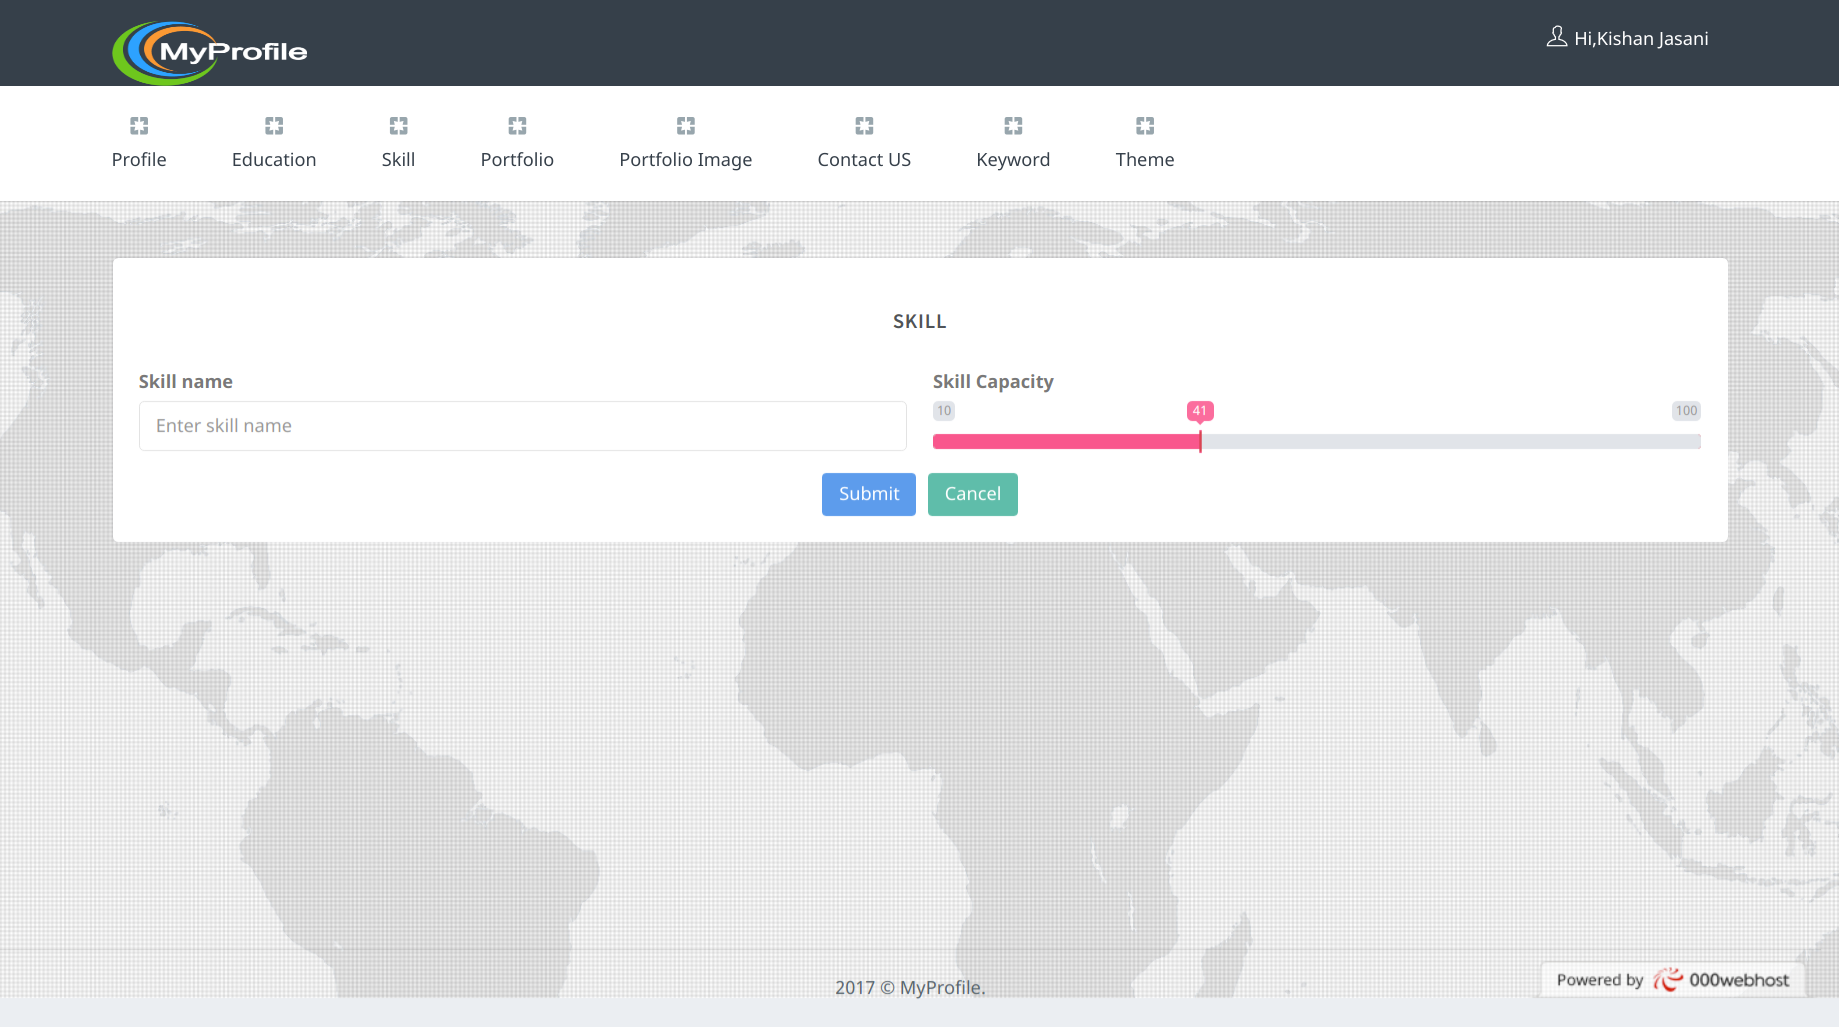 MyProfile
Hi,Kishan Jasani
Profile
Education
Skill
Portfolio
Portfolio Image
Contact US
Keyword
Theme
SKILL
Skill name
Enter skill name
Skill Capacity
10
41
100
Submit
Cancel
2017 © MyProfile.
Powered by 000webhost